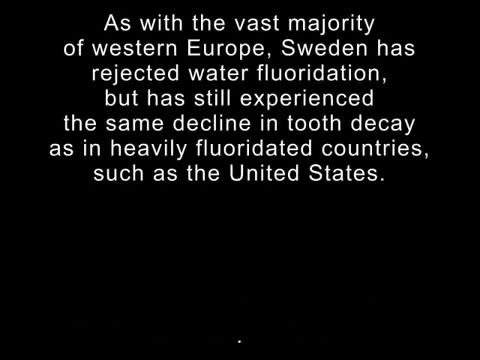 As with the vast majority
of western Europe, Sweden has
rejected water fluoridation,
but has still experienced
the same decline in tooth decay
as in heavily fluoridated countries,
such as the United States.
.